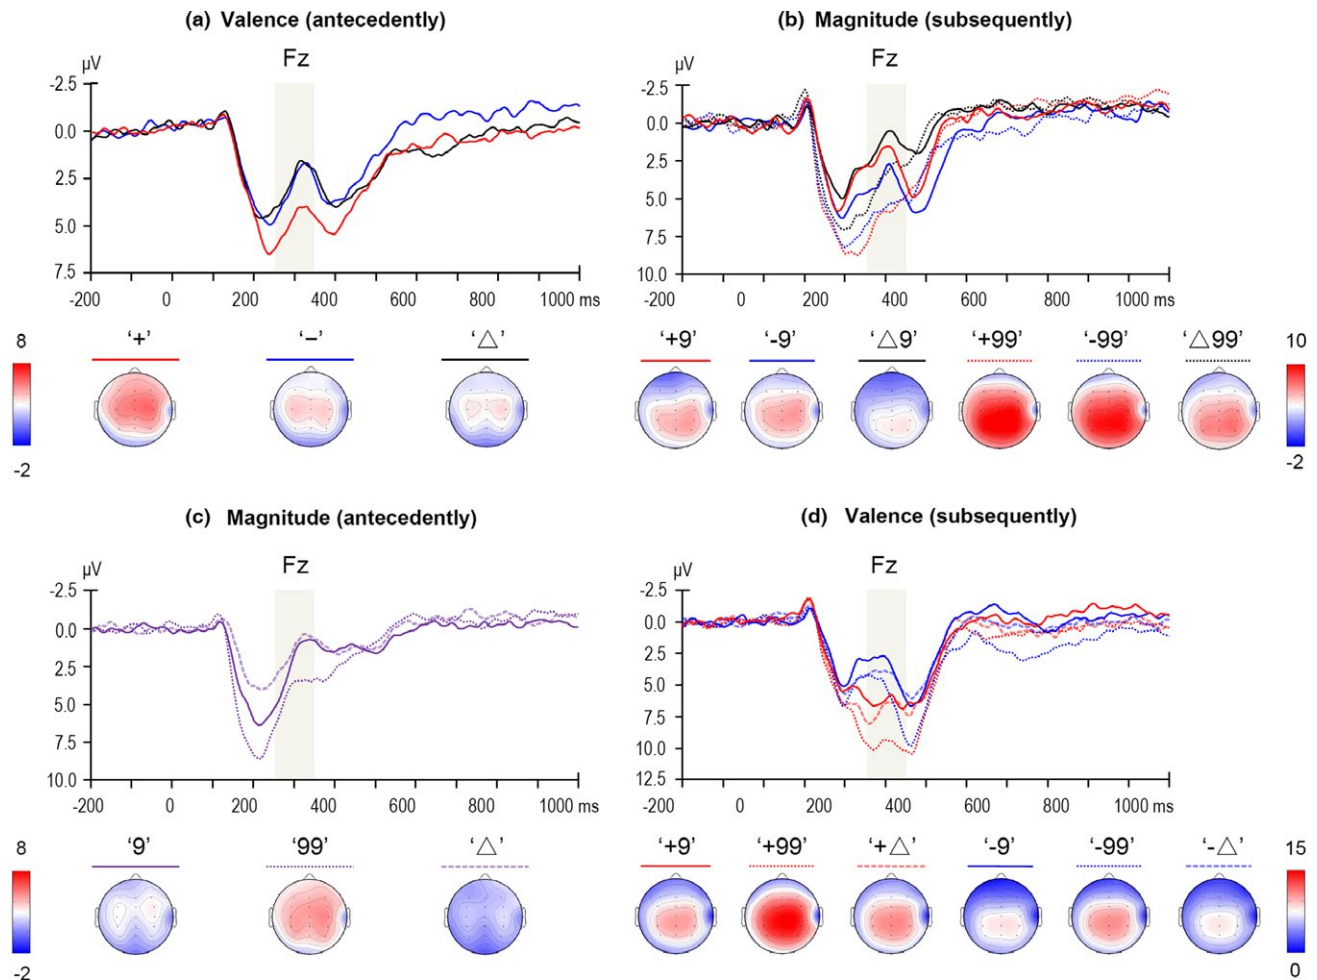 (a) Valence (antecedently)
Fz
µV
-2.5
0.0
2.5
5.0
7.5
-200 0 200 400 600 800 1000 ms
8
-2
‘+’ ‘−’ ‘△’
(b) Magnitude (subsequently)
Fz
µV
-2.5
0.0
2.5
5.0
7.5
10.0
-200 0 200 400 600 800 1000 ms
‘+9’ ‘-9’ ‘△9’ ‘+99’ ‘-99’ ‘△99’
10
-2
(c) Magnitude (antecedently)
Fz
µV
-2.5
0.0
2.5
5.0
7.5
10.0
-200 0 200 400 600 800 1000 ms
8
-2
‘9’ ‘99’ ‘△’
(d) Valence (subsequently)
Fz
µV
-2.5
0.0
2.5
5.0
7.5
10.0
12.5
-200 0 200 400 600 800 1000 ms
‘+9’ ‘+99’ ‘+△’ ‘-9’ ‘-99’ ‘-△’
15
0